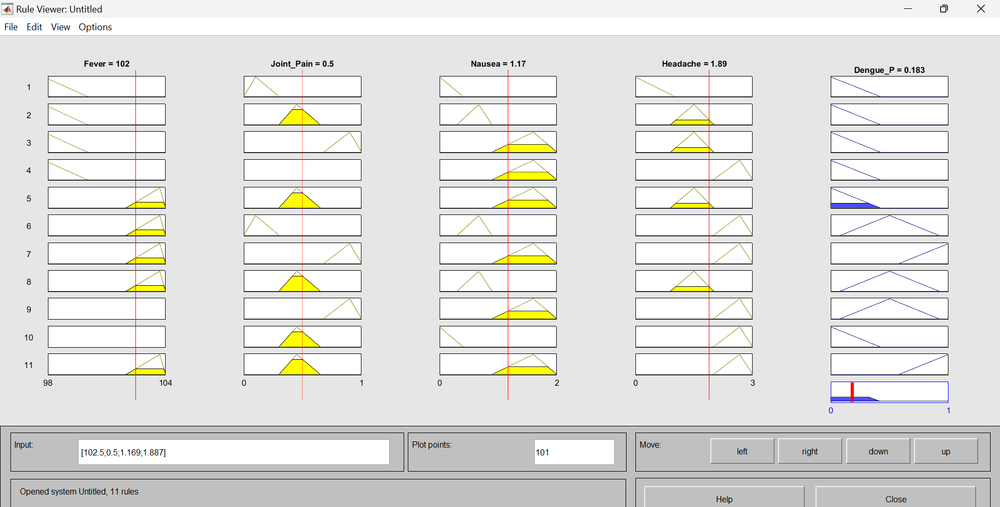 Rule Viewer: Untitled
File Edit View Options
Fever = 102 Joint_Pain = 0.5 Nausea = 1.17 Headache = 1.89 Dengue_P = 0.183
1
2
3
4
5
6
7
8
9
10
11
98 104 0 1 0 2 0 3
0 1
Input: [102.5;0.5;1.169;1.887] Plot points: 101 Move: left right down up
Opened system Untitled, 11 rules Help Close